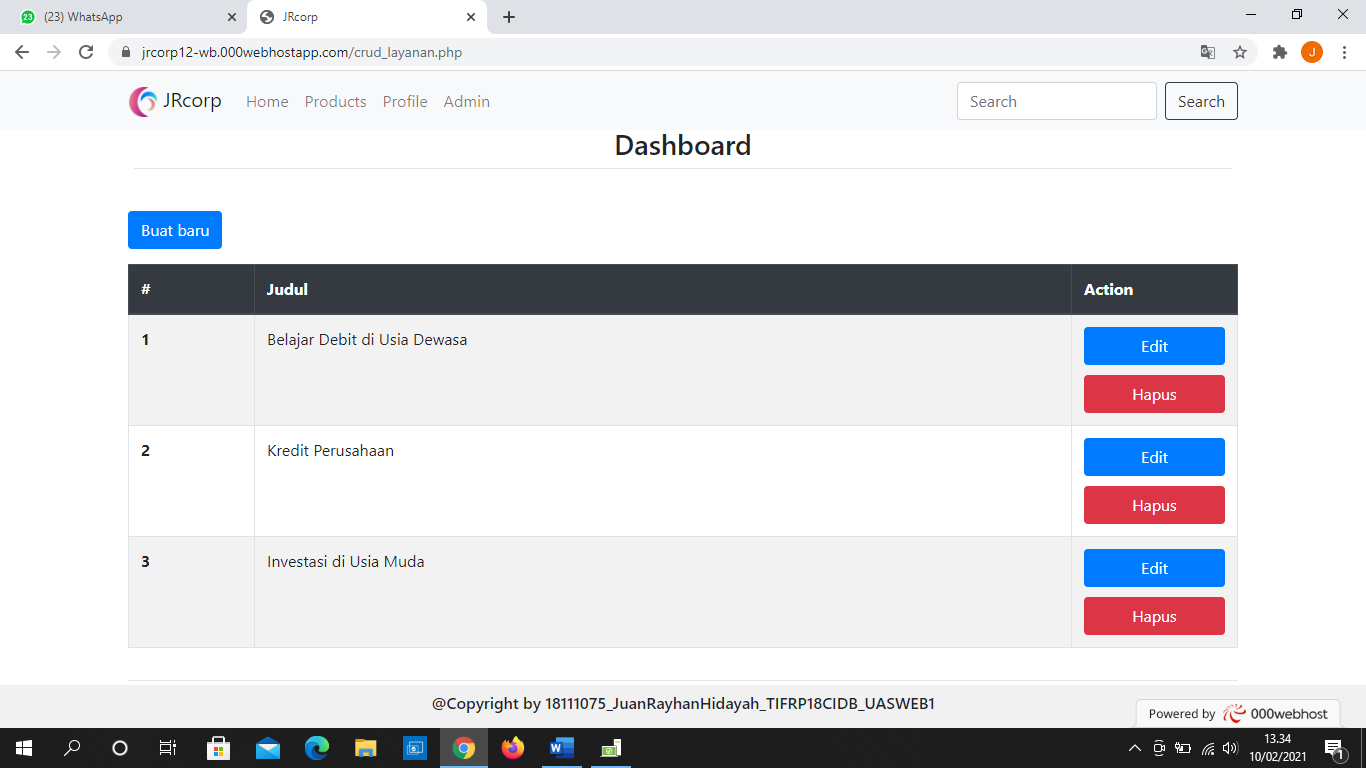 (23) WhatsApp
JRcorp
jrcorp12-wb.000webhostapp.com/crud_layanan.php
J
JRcorp Home Products Profile Admin Search Search
Dashboard
Buat baru
# Judul Action
1 Belajar Debit di Usia Dewasa Edit
Hapus
2 Kredit Perusahaan Edit
Hapus
3 Investasi di Usia Muda Edit
Hapus
@Copyright by 18111075_JuanRayhanHidayah_TIFRP18CIDB_UASWEB1
Powered by 000webhost
13.34
10/02/2021
1